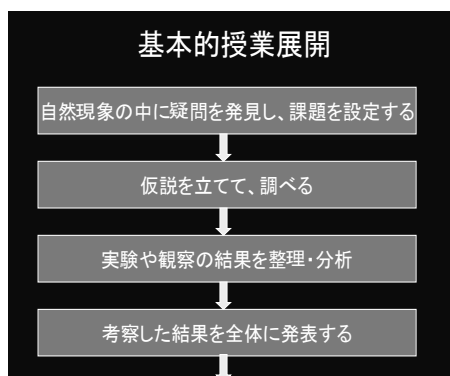 基本的授業展開
自然現象の中に疑問を発見し、課題を設定する
仮説を立てて、調べる
実験や観察の結果を整理・分析
考察した結果を全体に発表する